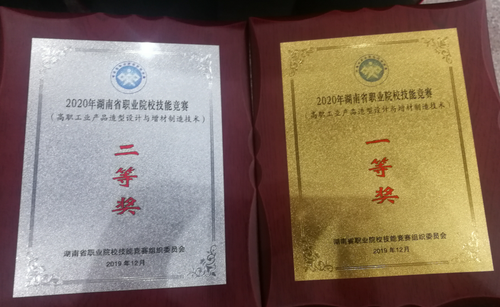 2020年湖南省职业院校技能竞赛
（高职工业产品造型设计与增材制造技术）
二等奖
湖南省职业院校技能竞赛组织委员会
2019年12月
2020年湖南省职业院校技能竞赛
（高职工业产品造型设计与增材制造技术）
一等奖
湖南省职业院校技能竞赛组织委员会
2019年12月